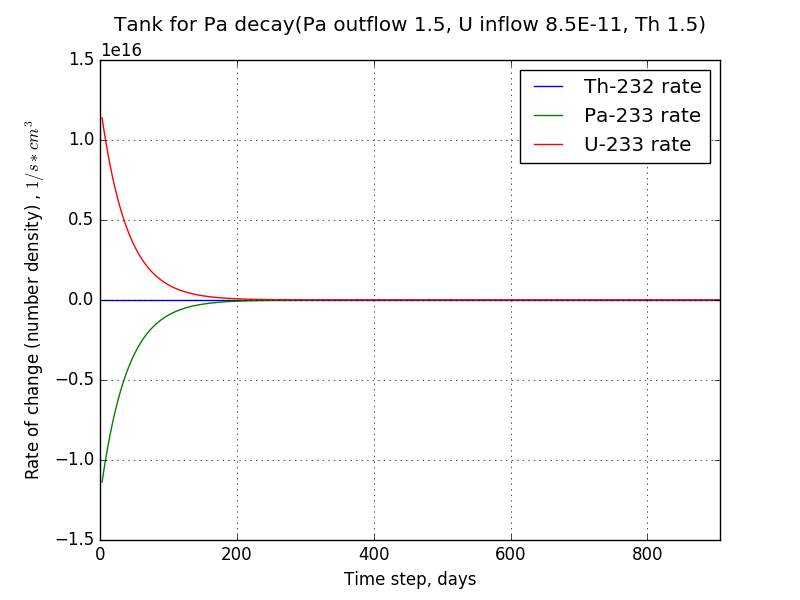 Tank for Pa decay(Pa outflow 1.5, U inflow 8.5E-11, Th 1.5)
1e16
1.5
1.0
0.5
0.0
−0.5
−1.0
−1.5
Rate of change (number density) , 1/s∗cm³
Th-232 rate
Pa-233 rate
U-233 rate
0 200 400 600 800
Time step, days